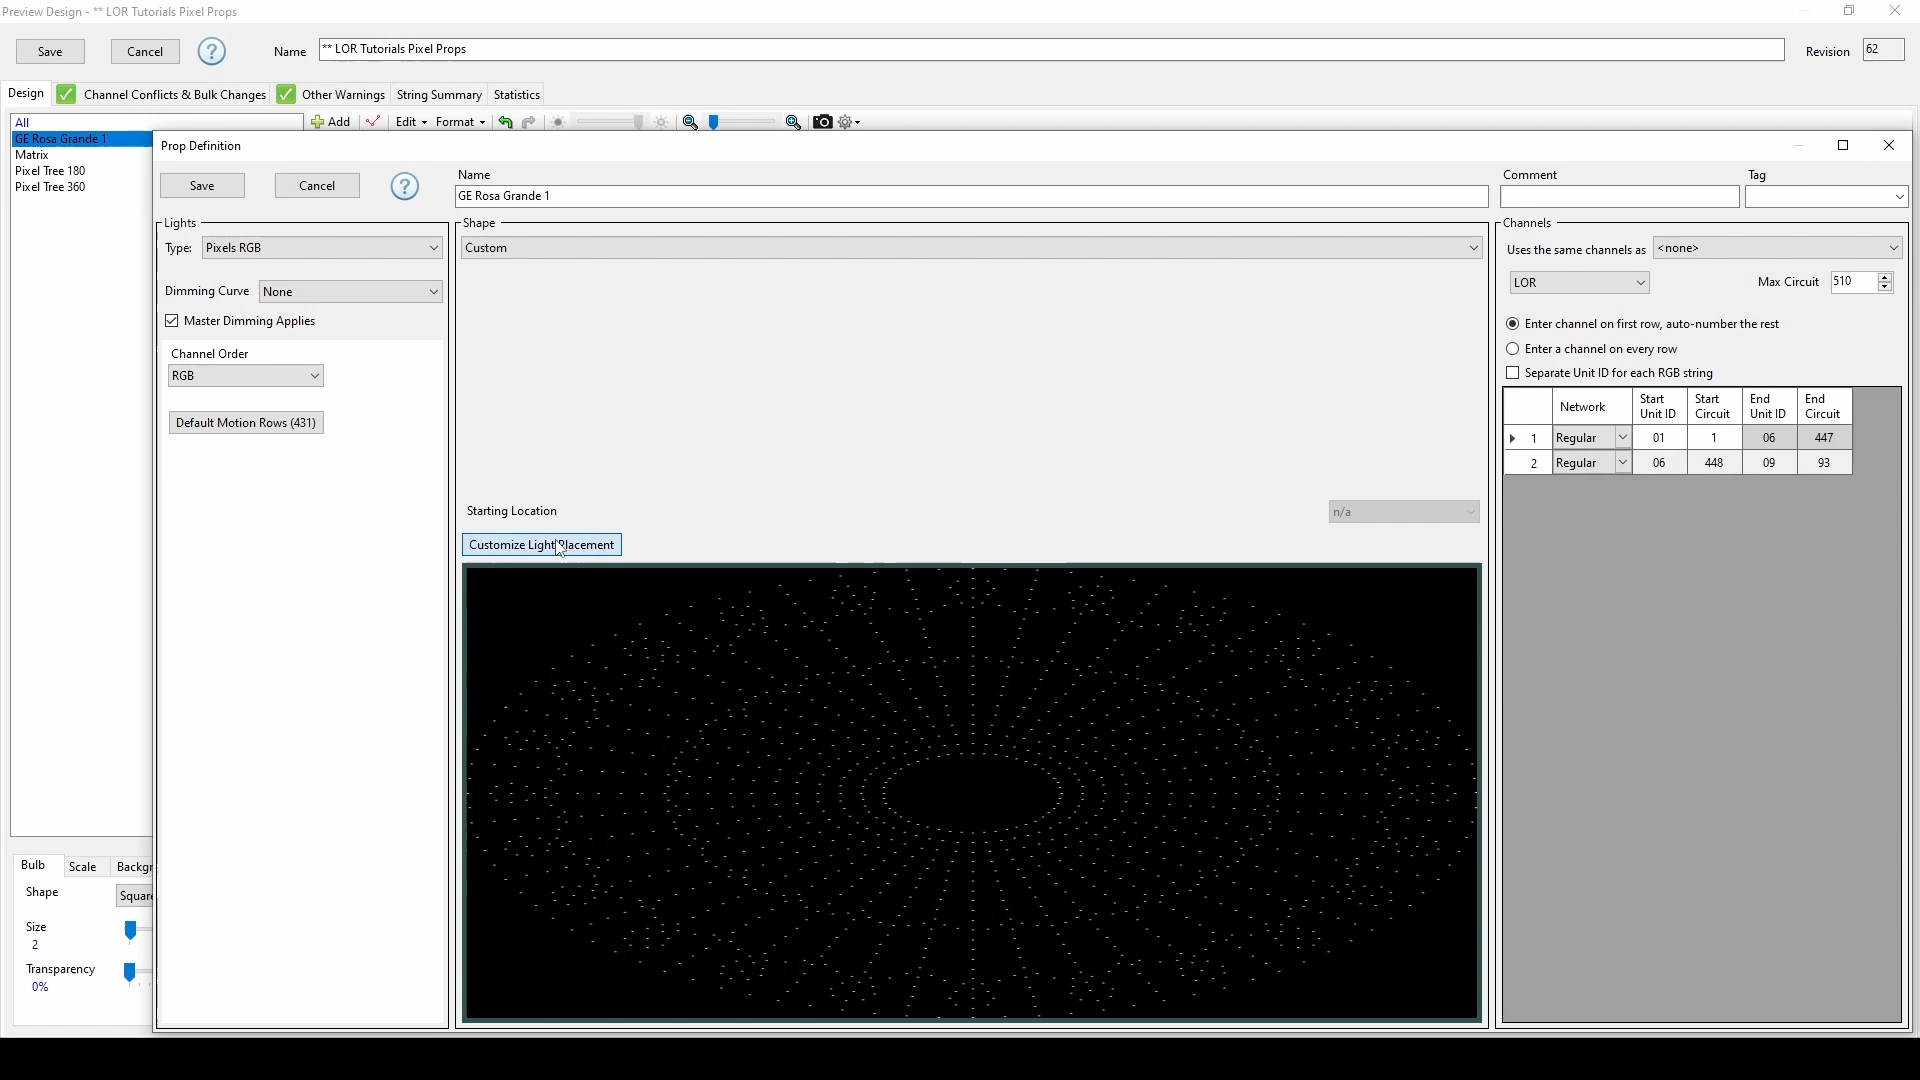 Preview Design - ** LOR Tutorials Pixel Props
Save
Cancel
?
Name
** LOR Tutorials Pixel Props
Revision
62
Design
Channel Conflicts & Bulk Changes
Other Warnings
String Summary
Statistics
All
GE Rosa Grande 1
Matrix
Pixel Tree 180
Pixel Tree 360
Add
Edit
Format
Prop Definition
Save
Cancel
?
Name
GE Rosa Grande 1
Comment
Tag
Lights
Type:
Pixels RGB
Dimming Curve
None
Master Dimming Applies
Channel Order
RGB
Default Motion Rows (431)
Shape
Custom
Starting Location
n/a
Customize Light Placement
Channels
Uses the same channels as
<none>
LOR
Max Circuit
510
Enter channel on first row, auto-number the rest
Enter a channel on every row
Separate Unit ID for each RGB string
Network
Start Unit ID
Start Circuit
End Unit ID
End Circuit
1 Regular 01 1 06 447
2 Regular 06 448 09 93
Bulb
Scale
Backgr
Shape
Square
Size
2
Transparency
0%